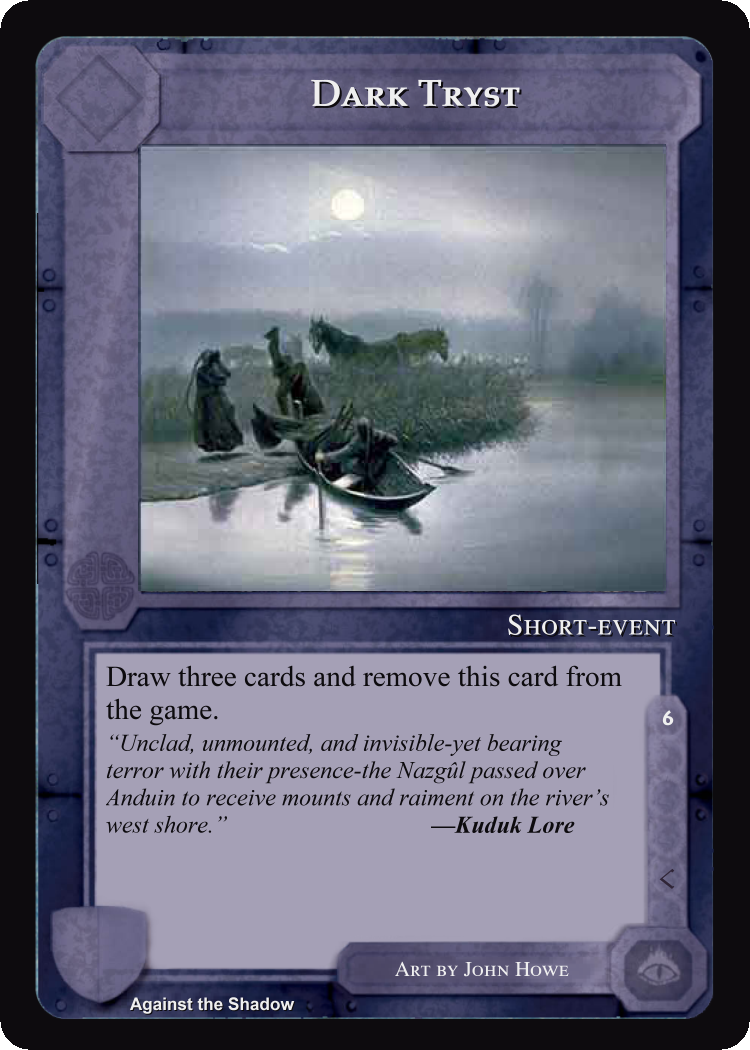 Dark Tryst
Short-event
Draw three cards and remove this card from
the game.
“Unclad, unmounted, and invisible-yet bearing
terror with their presence-the Nazgûl passed over
Anduin to receive mounts and raiment on the river’s
west shore.” —Kuduk Lore
6
<
Art by John Howe
Against the Shadow